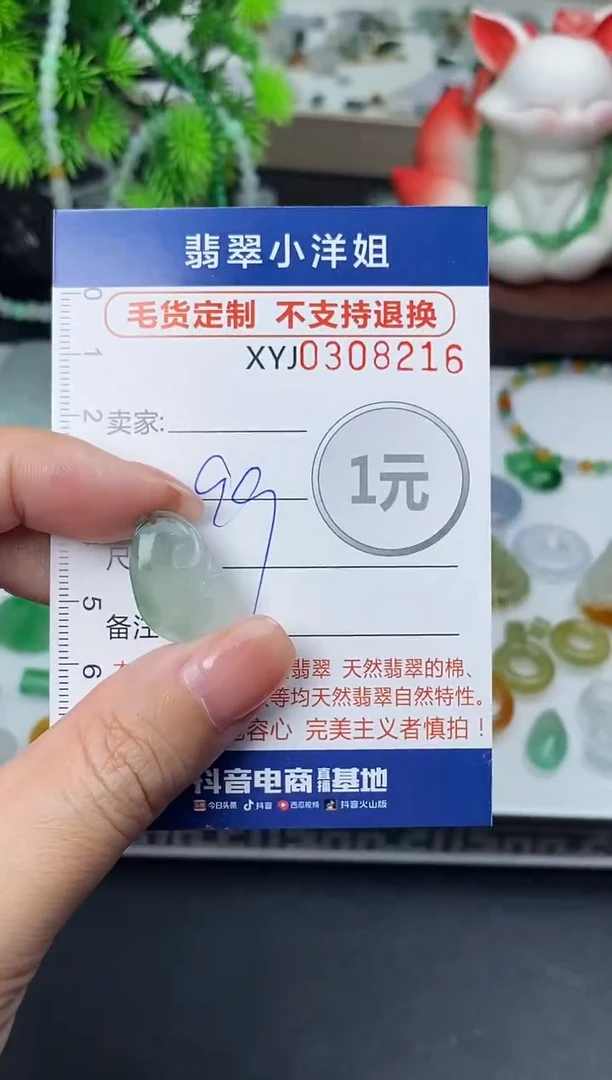 翡翠小洋姐
0
毛货定制 不支持退换
1
XYJ0308216
2
卖家:
1元
99
尺
5
备注
6
翡翠 天然翡翠的棉、
等均天然翡翠自然特性。
容心 完美主义者慎拍！
抖音电商直播基地
今日头条 抖音 西瓜视频 抖音火山版